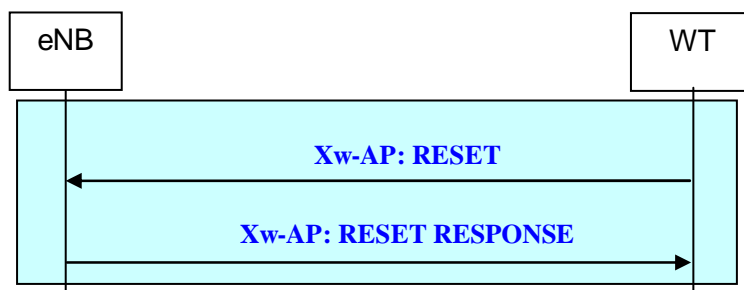 eNB
WT
Xw-AP: RESET
Xw-AP: RESET RESPONSE